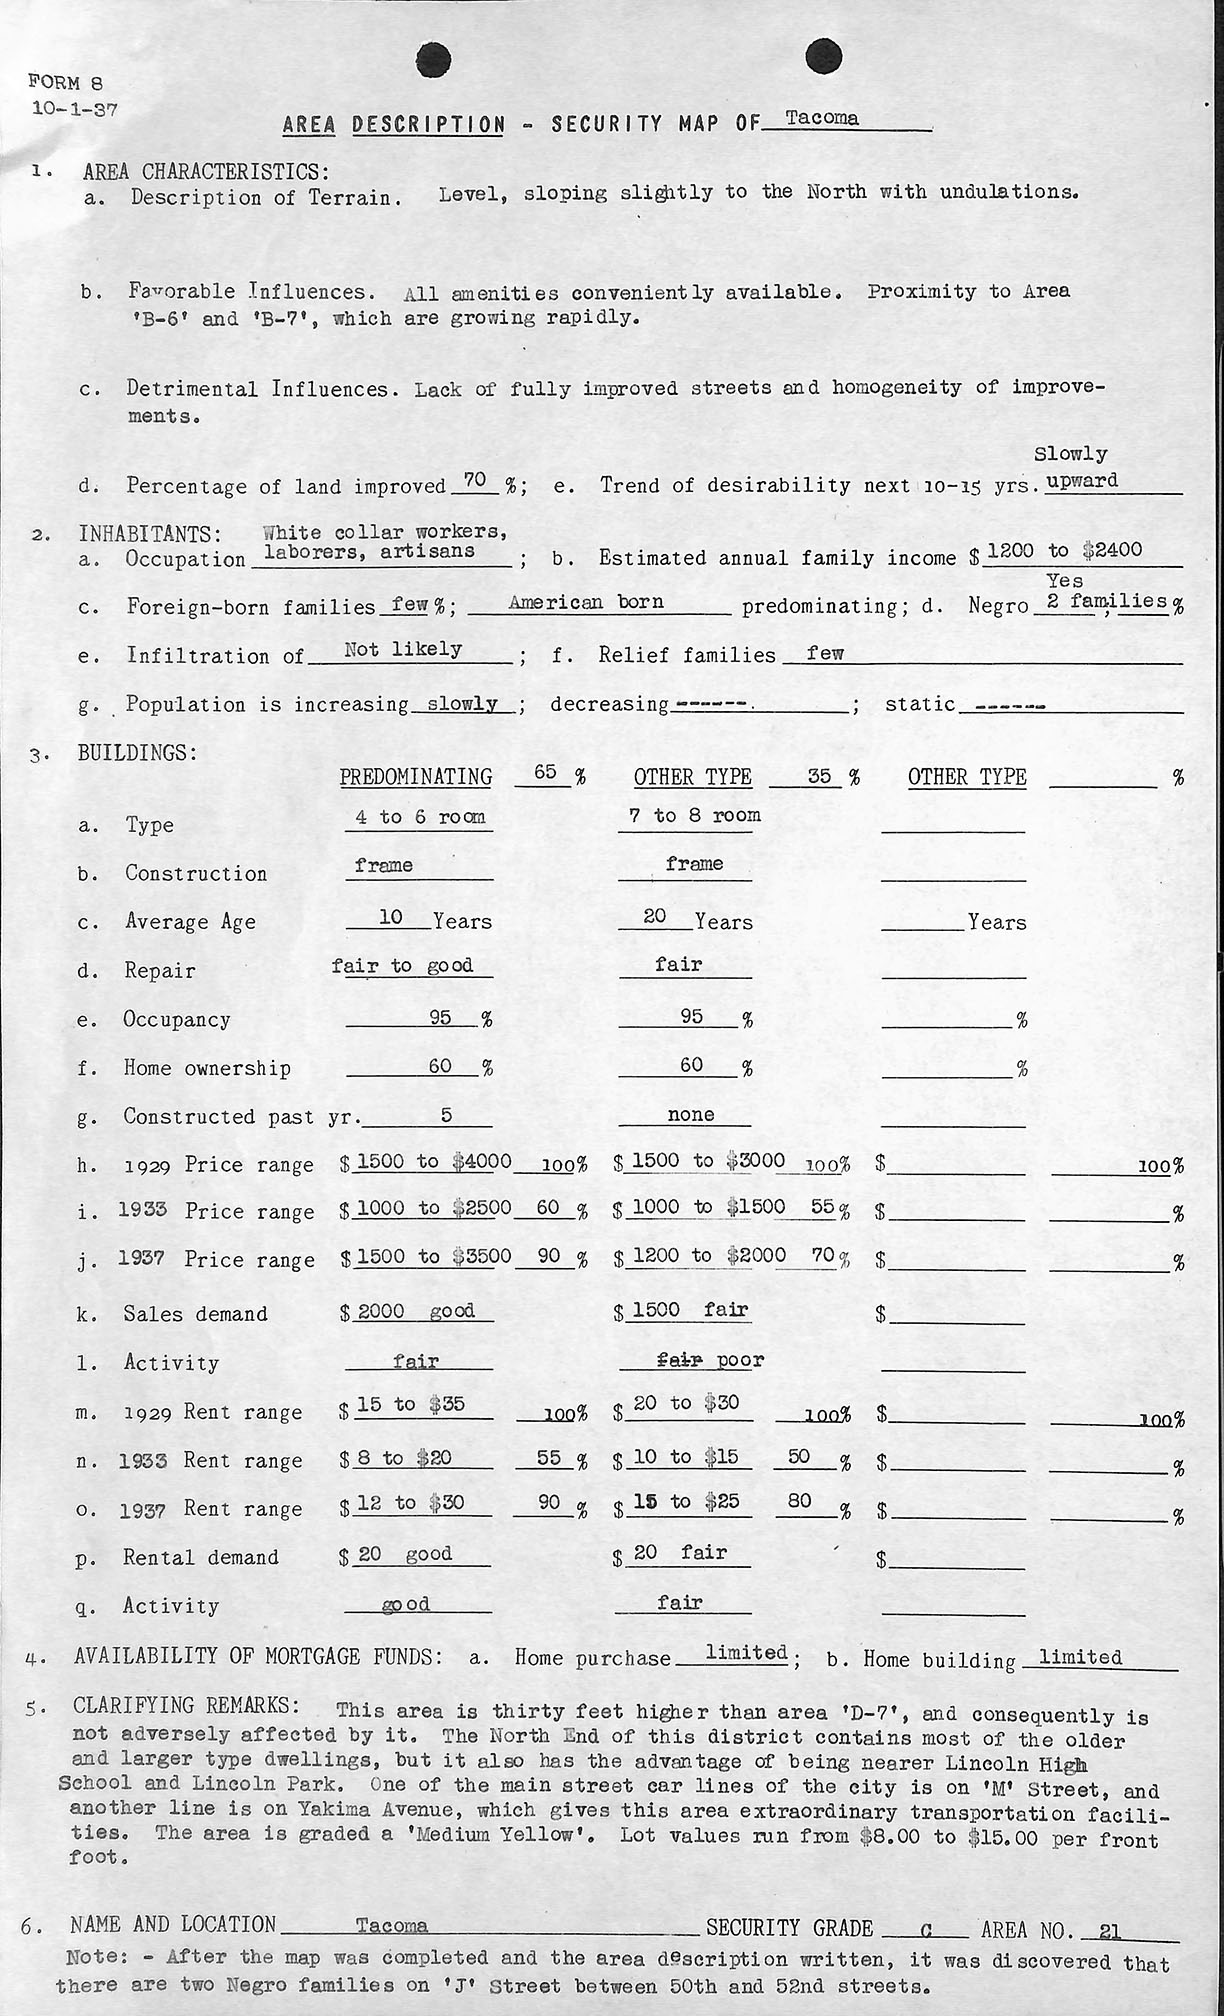 FORM 8
10-1-37
AREA DESCRIPTION - SECURITY MAP OF Tacoma
1. AREA CHARACTERISTICS:
a. Description of Terrain. Level, sloping slightly to the North with undulations.
b. Favorable Influences. All amenities conveniently available. Proximity to Area
'B-6' and 'B-7', which are growing rapidly.
c. Detrimental Influences. Lack of fully improved streets and homogeneity of improve-
ments.
Slowly
d. Percentage of land improved 70 %; e. Trend of desirability next 10-15 yrs. upward
2. INHABITANTS: White collar workers,
a. Occupation laborers, artisans ; b. Estimated annual family income $ 1200 to $2400
Yes
c. Foreign-born families few %; American born predominating; d. Negro 2 families; %
e. Infiltration of Not likely ; f. Relief families few
g. Population is increasing slowly ; decreasing ------. ; static ------
3. BUILDINGS:
PREDOMINATING 65 % OTHER TYPE 35 % OTHER TYPE %
a. Type 4 to 6 room 7 to 8 room
b. Construction frame frame
c. Average Age 10 Years 20 Years Years
d. Repair fair to good fair
e. Occupancy 95 % 95 % %
f. Home ownership 60 % 60 % %
g. Constructed past yr. 5 none
h. 1929 Price range $ 1500 to $4000 100% $ 1500 to $3000 100% $ 100%
i. 1933 Price range $ 1000 to $2500 60 % $ 1000 to $1500 55 % $ %
j. 1937 Price range $ 1500 to $3500 90 % $ 1200 to $2000 70 % $ %
k. Sales demand $ 2000 good $ 1500 fair $
l. Activity fair fair poor
m. 1929 Rent range $ 15 to $35 100% $ 20 to $30 100% $ 100%
n. 1933 Rent range $ 8 to $20 55 % $ 10 to $15 50 % $ %
o. 1937 Rent range $ 12 to $30 90 % $ 15 to $25 80 % $ %
p. Rental demand $ 20 good $ 20 fair $
q. Activity good fair
4. AVAILABILITY OF MORTGAGE FUNDS: a. Home purchase limited; b. Home building limited
5. CLARIFYING REMARKS: This area is thirty feet higher than area 'D-7', and consequently is
not adversely affected by it. The North End of this district contains most of the older
and larger type dwellings, but it also has the advantage of being nearer Lincoln High
School and Lincoln Park. One of the main street car lines of the city is on 'M' Street, and
another line is on Yakima Avenue, which gives this area extraordinary transportation facili-
ties. The area is graded a 'Medium Yellow'. Lot values run from $8.00 to $15.00 per front
foot.
6. NAME AND LOCATION Tacoma SECURITY GRADE C AREA NO. 21
Note: - After the map was completed and the area description written, it was discovered that
there are two Negro families on 'J' Street between 50th and 52nd streets.